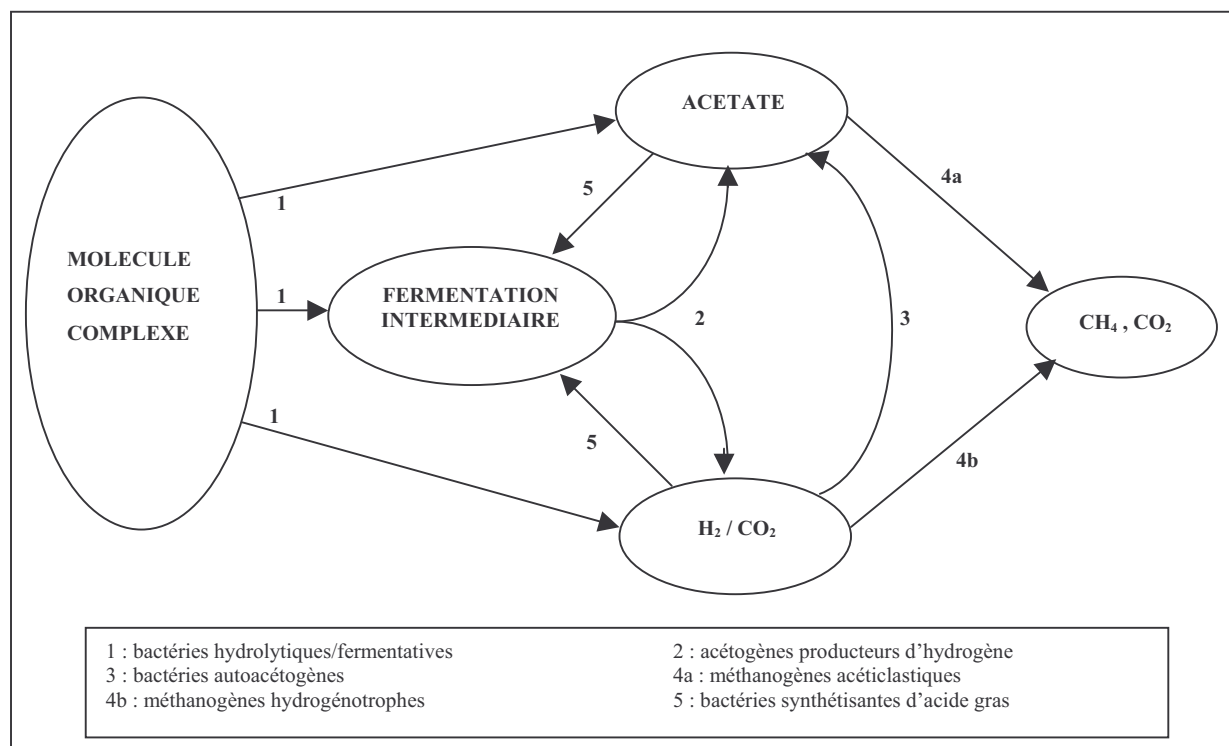 ACETATE
4a
1
5
MOLECULE
ORGANIQUE
COMPLEXE
1
FERMENTATION
INTERMEDIAIRE
2
3
CH₄ , CO₂
1
5
4b
H₂ / CO₂
1 : bactéries hydrolytiques/fermentatives
2 : acétogènes producteurs d’hydrogène
3 : bactéries autoacétogènes
4a : méthanogènes acéticlastiques
4b : méthanogènes hydrogénotrophes
5 : bactéries synthétisantes d’acide gras